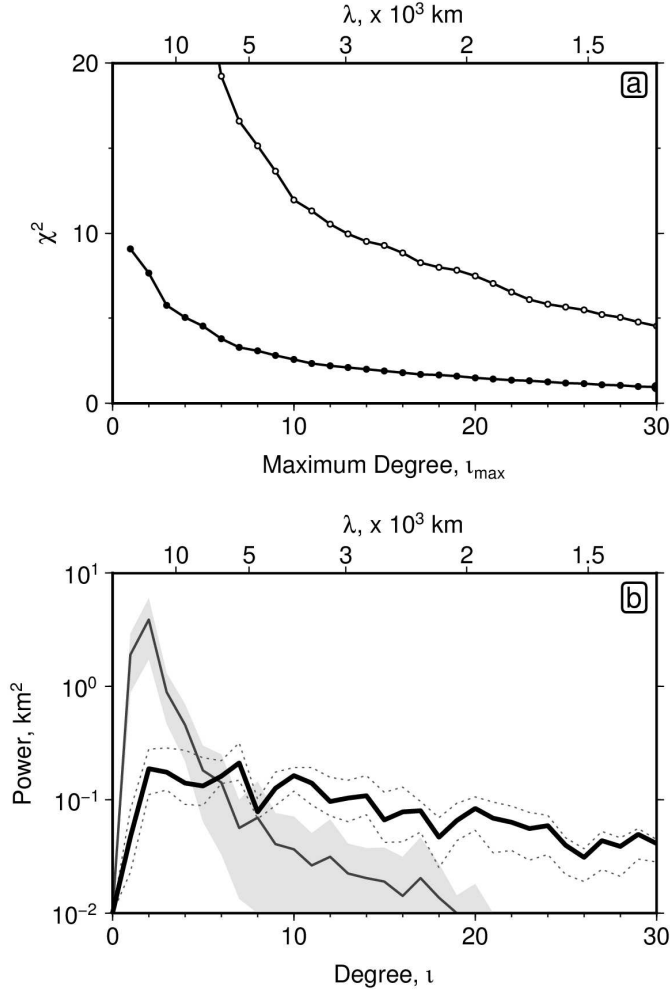 λ, x 10³ km
10 5 3 2 1.5
a
20
10
0
χ²
0 10 20 30
Maximum Degree, ιmax
λ, x 10³ km
10 5 3 2 1.5
b
10¹
10⁰
10⁻¹
10⁻²
Power, km²
0 10 20 30
Degree, ι